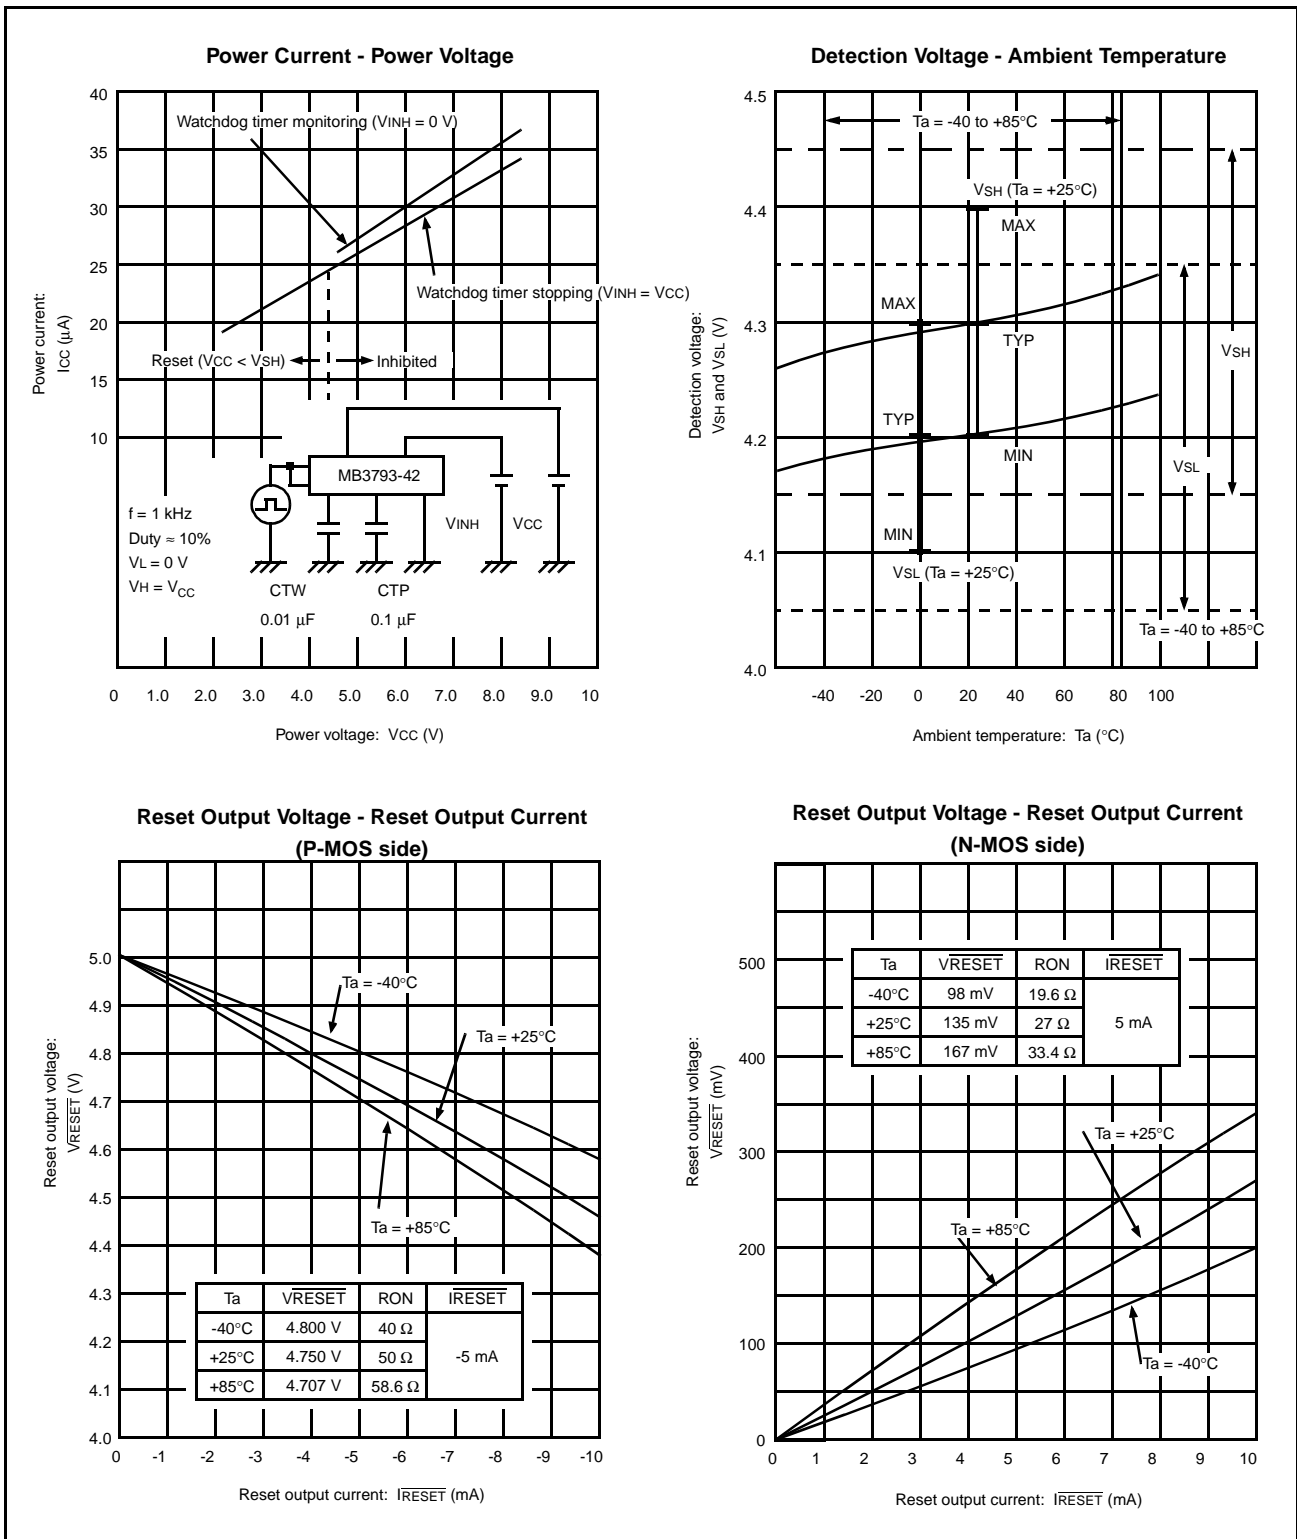 Power Current - Power Voltage
40
35
30
25
20
15
10
Power current:
ICC (μA)
Watchdog timer monitoring (VINH = 0 V)
Watchdog timer stopping (VINH = VCC)
Reset (VCC < VSH)
Inhibited
MB3793-42
f = 1 kHz
Duty ≈ 10%
VL = 0 V
VH = VCC
VINH
VCC
CTW
0.01 μF
CTP
0.1 μF
0 1.0 2.0 3.0 4.0 5.0 6.0 7.0 8.0 9.0 10
Power voltage: VCC (V)
Detection Voltage - Ambient Temperature
4.5
4.4
4.3
4.2
4.1
4.0
Detection voltage:
VSH and VSL (V)
Ta = -40 to +85°C
VSH (Ta = +25°C)
MAX
MAX
TYP
VSH
TYP
MIN
VSL
MIN
VSL (Ta = +25°C)
Ta = -40 to +85°C
-40 -20 0 20 40 60 80 100
Ambient temperature: Ta (°C)
Reset Output Voltage - Reset Output Current
(P-MOS side)
5.0
4.9
4.8
4.7
4.6
4.5
4.4
4.3
4.2
4.1
4.0
Reset output voltage:
VRESET (V)
Ta = -40°C
Ta = +25°C
Ta = +85°C
Ta VRESET RON IRESET
-40°C 4.800 V 40 Ω
+25°C 4.750 V 50 Ω -5 mA
+85°C 4.707 V 58.6 Ω
0 -1 -2 -3 -4 -5 -6 -7 -8 -9 -10
Reset output current: IRESET (mA)
Reset Output Voltage - Reset Output Current
(N-MOS side)
500
400
300
200
100
0
Reset output voltage:
VRESET (mV)
Ta VRESET RON IRESET
-40°C 98 mV 19.6 Ω
+25°C 135 mV 27 Ω 5 mA
+85°C 167 mV 33.4 Ω
Ta = +25°C
Ta = +85°C
Ta = -40°C
0 1 2 3 4 5 6 7 8 9 10
Reset output current: IRESET (mA)